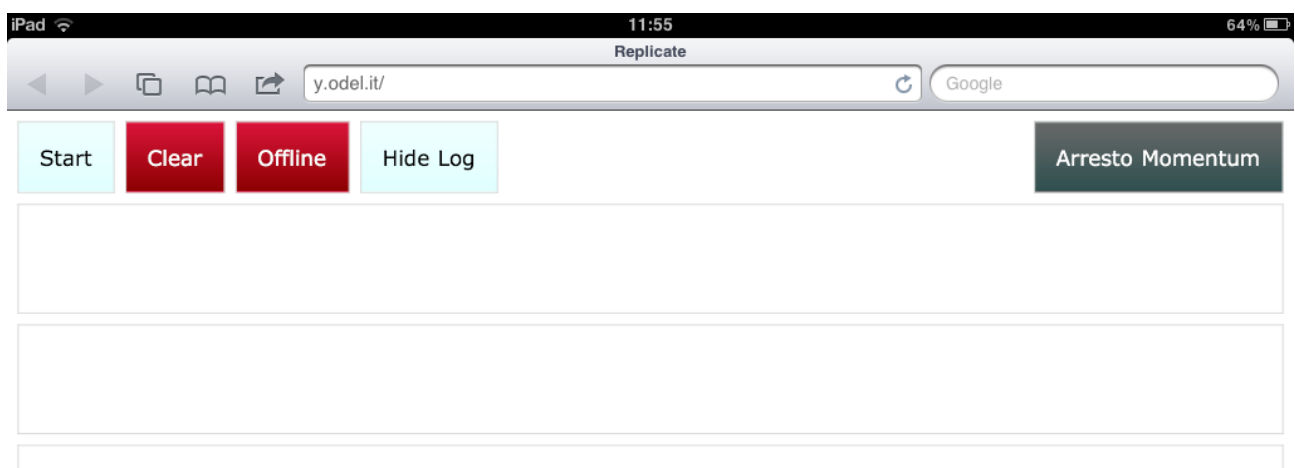 iPad 11:55 64%
Replicate
y.odel.it/ Google
Start Clear Offline Hide Log Arresto Momentum